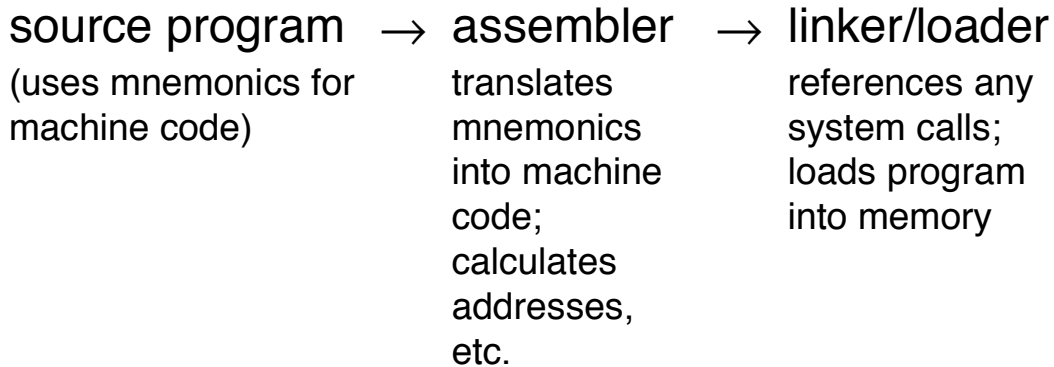 source program → assembler → linker/loader
(uses mnemonics for
machine code)
translates
mnemonics
into machine
code;
calculates
addresses,
etc.
references any
system calls;
loads program
into memory